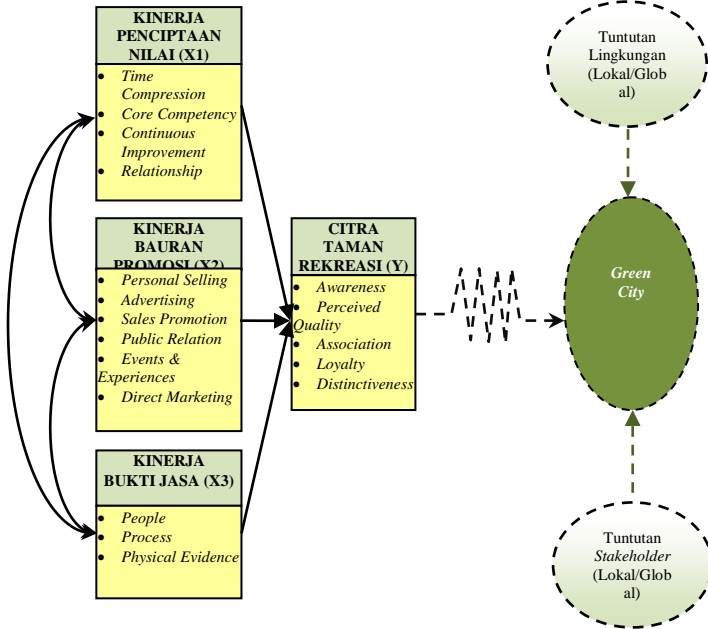 KINERJA
PENCIPTAAN
NILAI (X1)
• Time
Compression
• Core Competency
• Continuous
Improvement
• Relationship
KINERJA
BAURAN
PROMOSI (X2)
• Personal Selling
• Advertising
• Sales Promotion
• Public Relation
• Events &
Experiences
• Direct Marketing
KINERJA
BUKTI JASA (X3)
• People
• Process
• Physical Evidence
CITRA
TAMAN
REKREASI (Y)
• Awareness
• Perceived
Quality
• Association
• Loyalty
• Distinctiveness
Tuntutan
Lingkungan
(Lokal/Glob
al)
Green
City
Tuntutan
Stakeholder
(Lokal/Glob
al)